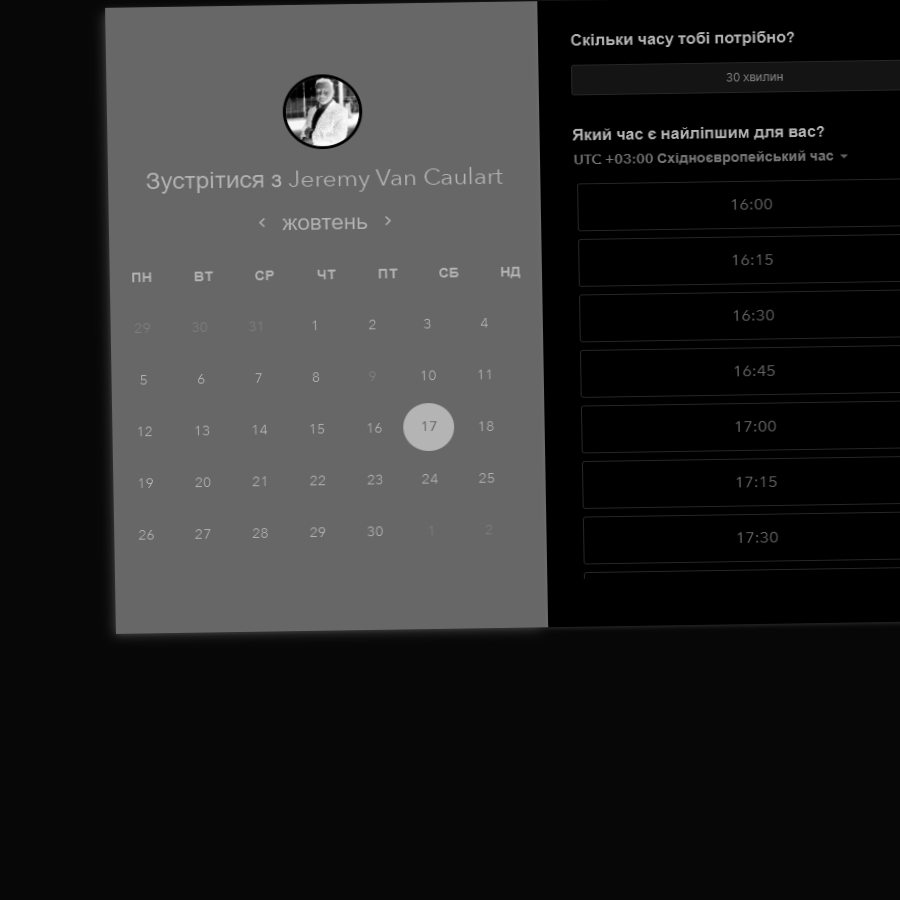 Зустрітися з Jeremy Van Caulart
‹ жовтень ›
ПН ВТ СР ЧТ ПТ СБ НД
29 30 31 1 2 3 4
5 6 7 8 9 10 11
12 13 14 15 16 17 18
19 20 21 22 23 24 25
26 27 28 29 30 1 2
Скільки часу тобі потрібно?
30 хвилин
Який час є найліпшим для вас?
UTC +03:00 Східноєвропейський час
16:00
16:15
16:30
16:45
17:00
17:15
17:30